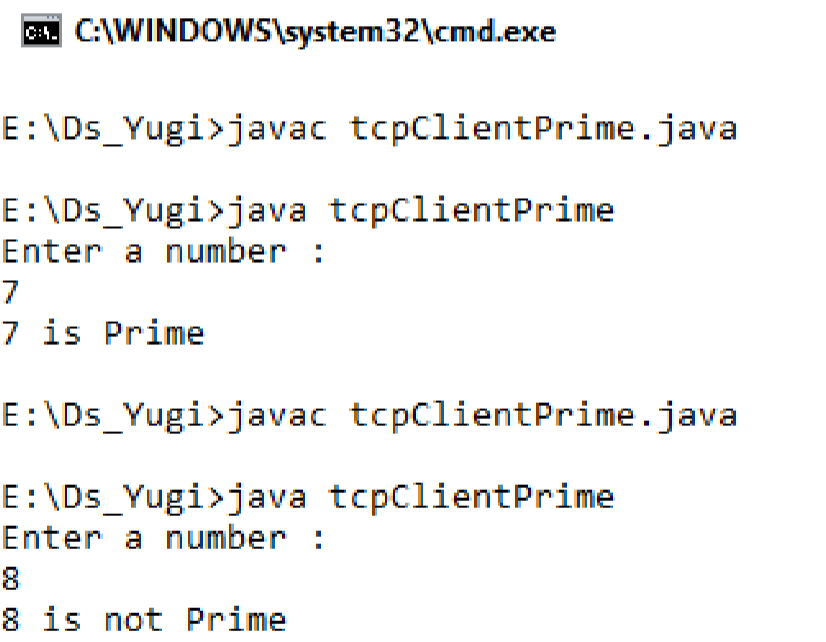 C:\WINDOWS\system32\cmd.exe
E:\Ds_Yugi>javac tcpClientPrime.java
E:\Ds_Yugi>java tcpClientPrime
Enter a number :
7
7 is Prime
E:\Ds_Yugi>javac tcpClientPrime.java
E:\Ds_Yugi>java tcpClientPrime
Enter a number :
8
8 is not Prime